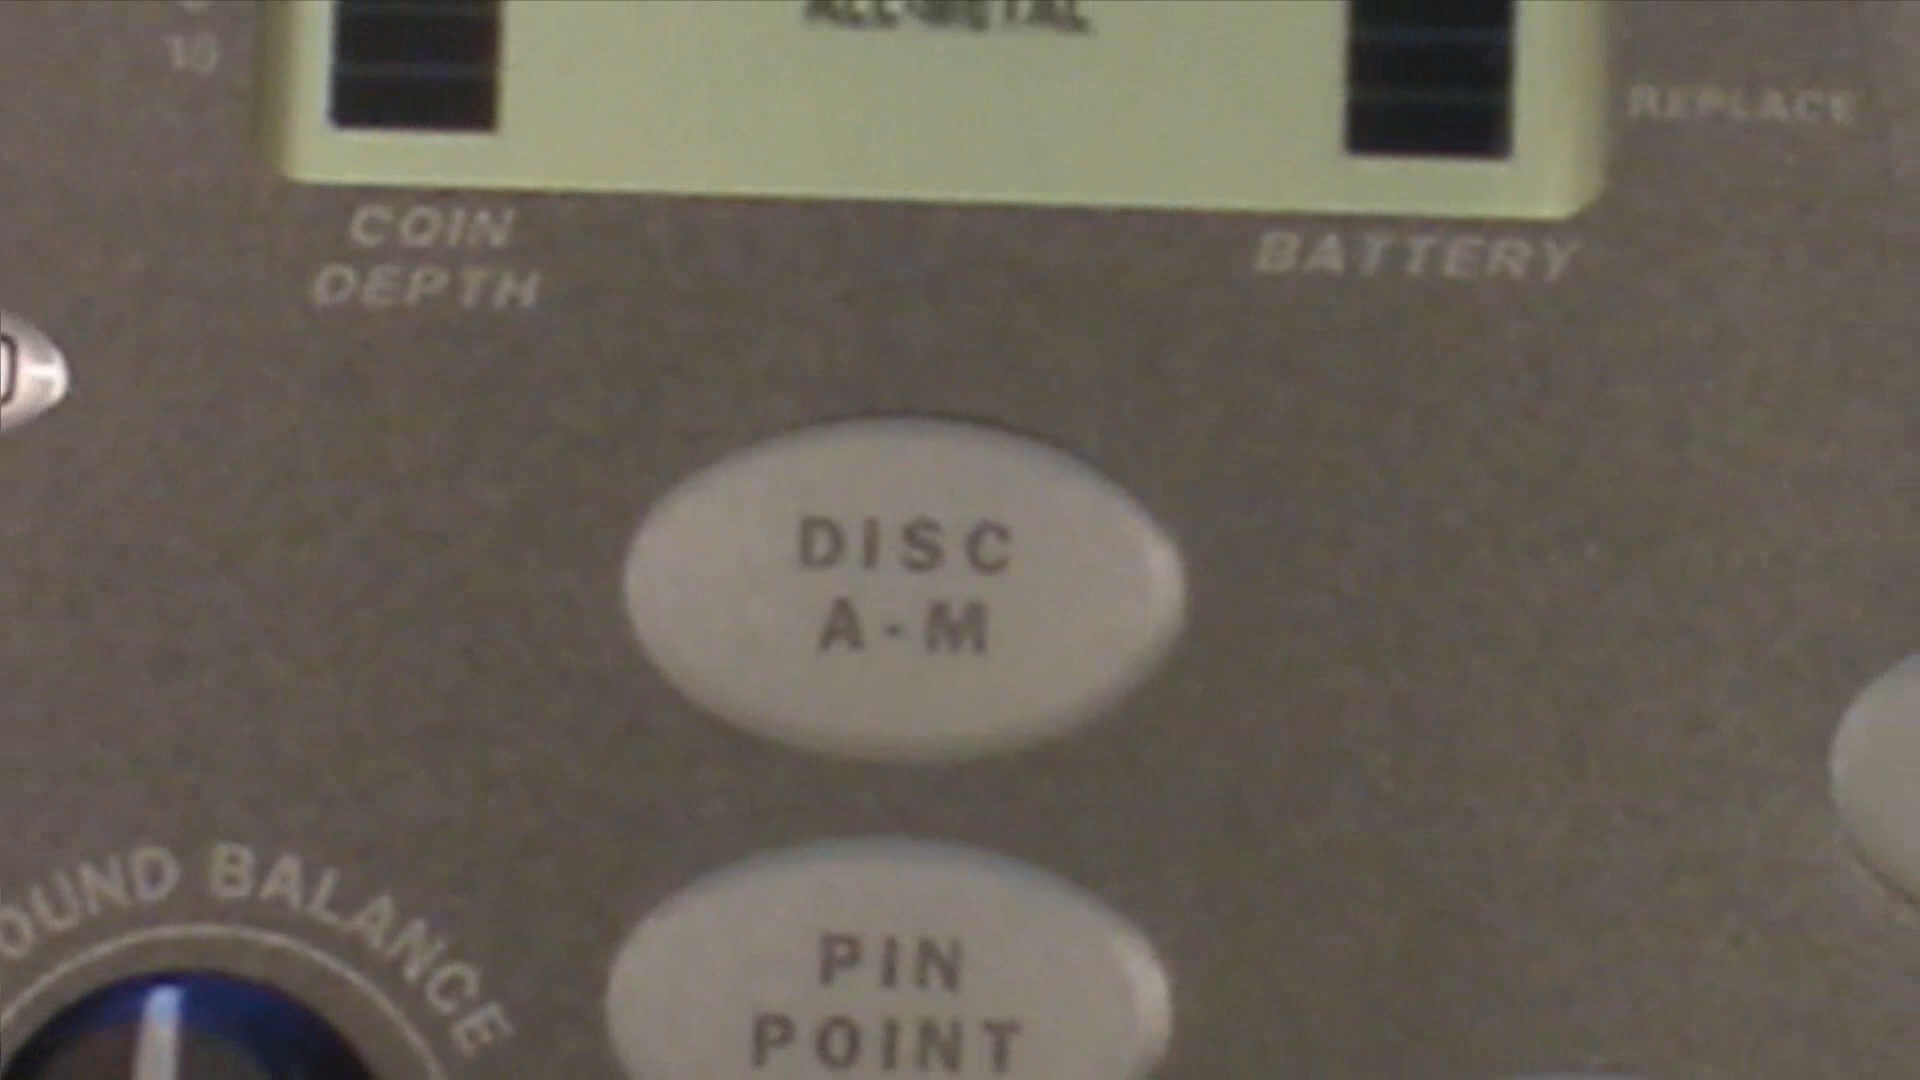 ALL-METAL
10
REPLACE
COIN
DEPTH
BATTERY
DISC
A-M
OUND BALANCE
PIN
POINT